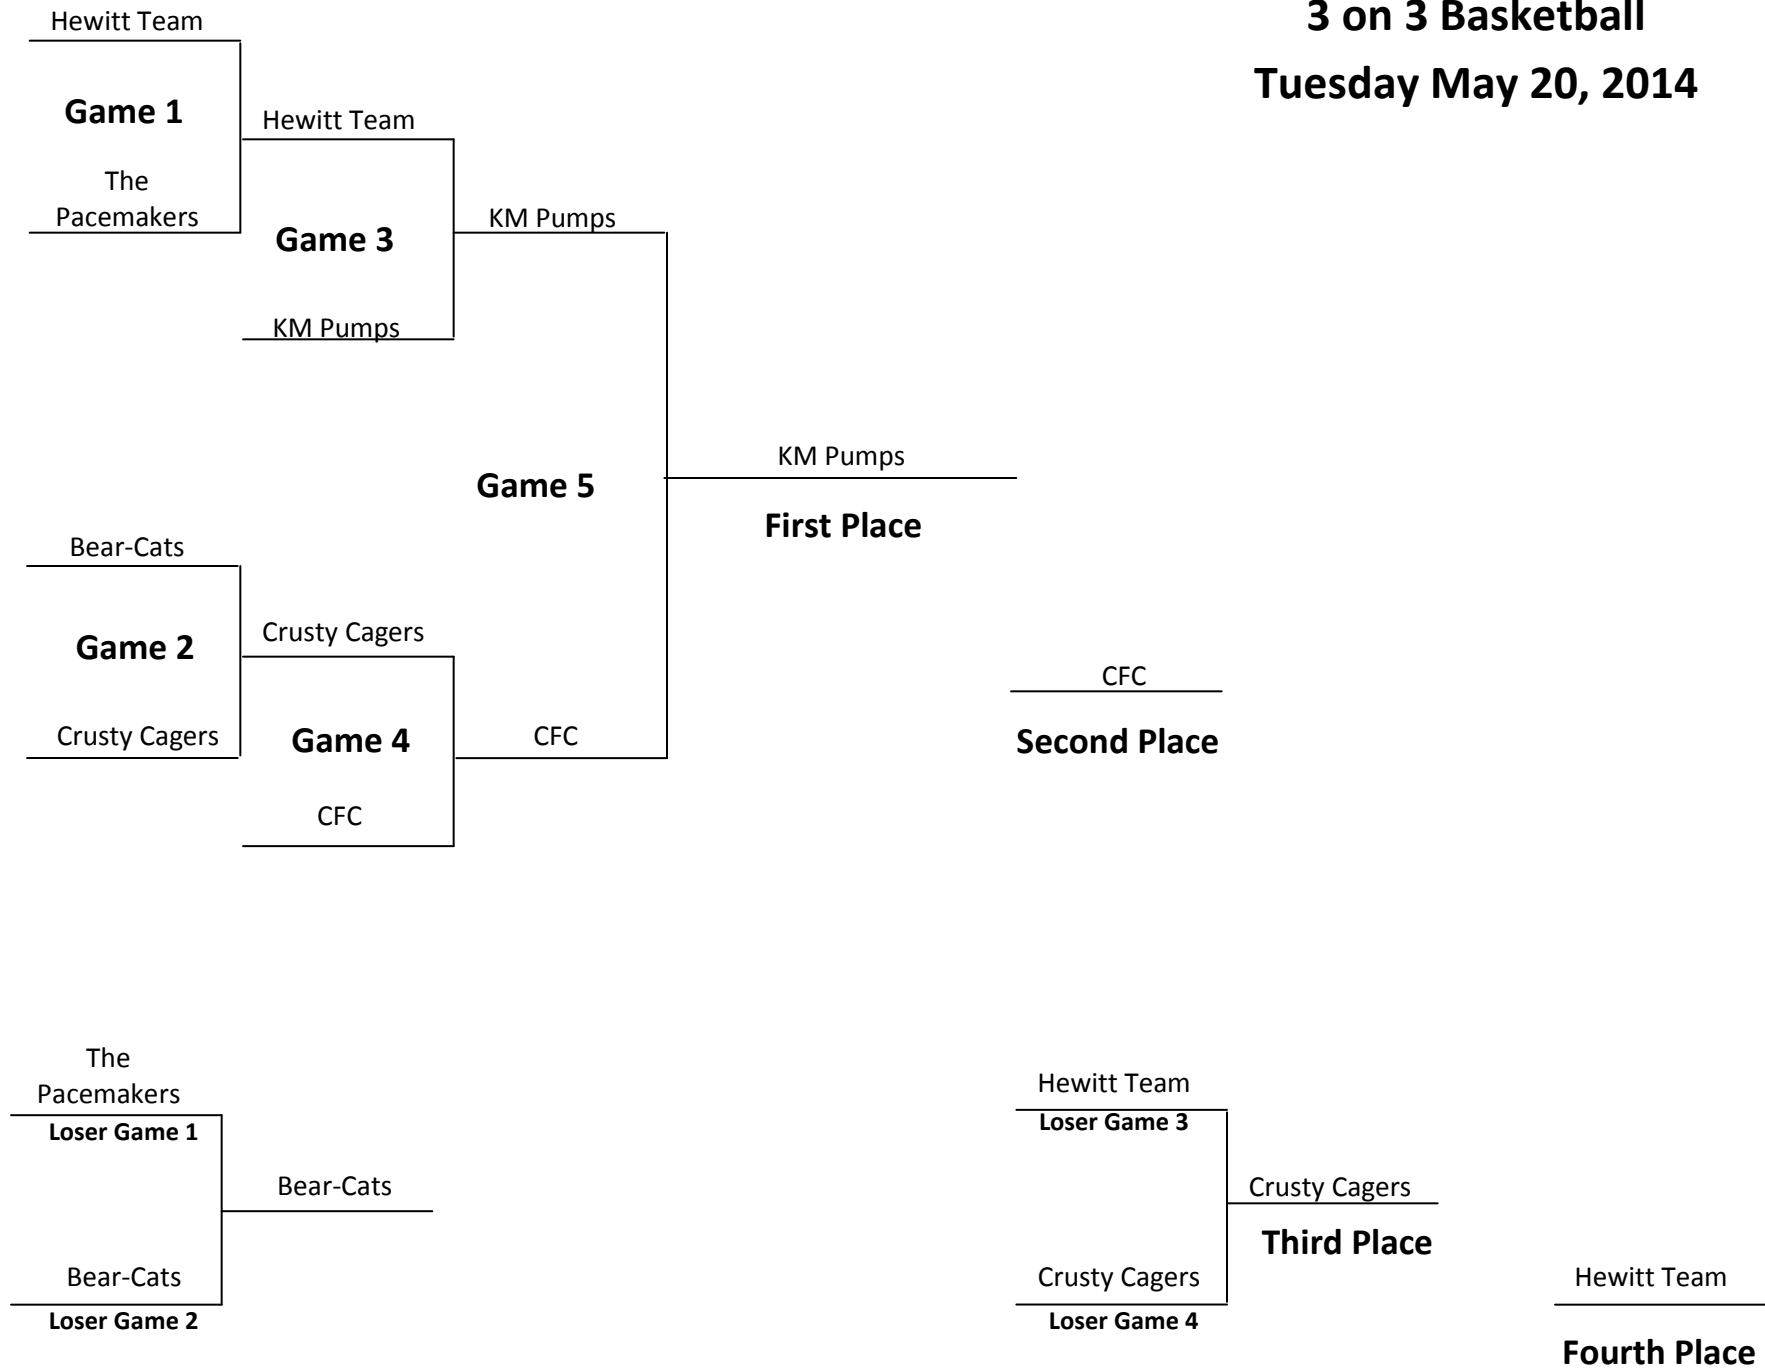 3 on 3 Basketball
Tuesday May 20, 2014
Hewitt Team
Game 1
The
Pacemakers
Hewitt Team
Game 3
KM Pumps
KM Pumps
Game 5
KM Pumps
First Place
Bear-Cats
Game 2
Crusty Cagers
Crusty Cagers
Game 4
CFC
CFC
CFC
Second Place
The
Pacemakers
Loser Game 1
Bear-Cats
Bear-Cats
Loser Game 2
Hewitt Team
Loser Game 3
Crusty Cagers
Third Place
Crusty Cagers
Loser Game 4
Hewitt Team
Fourth Place